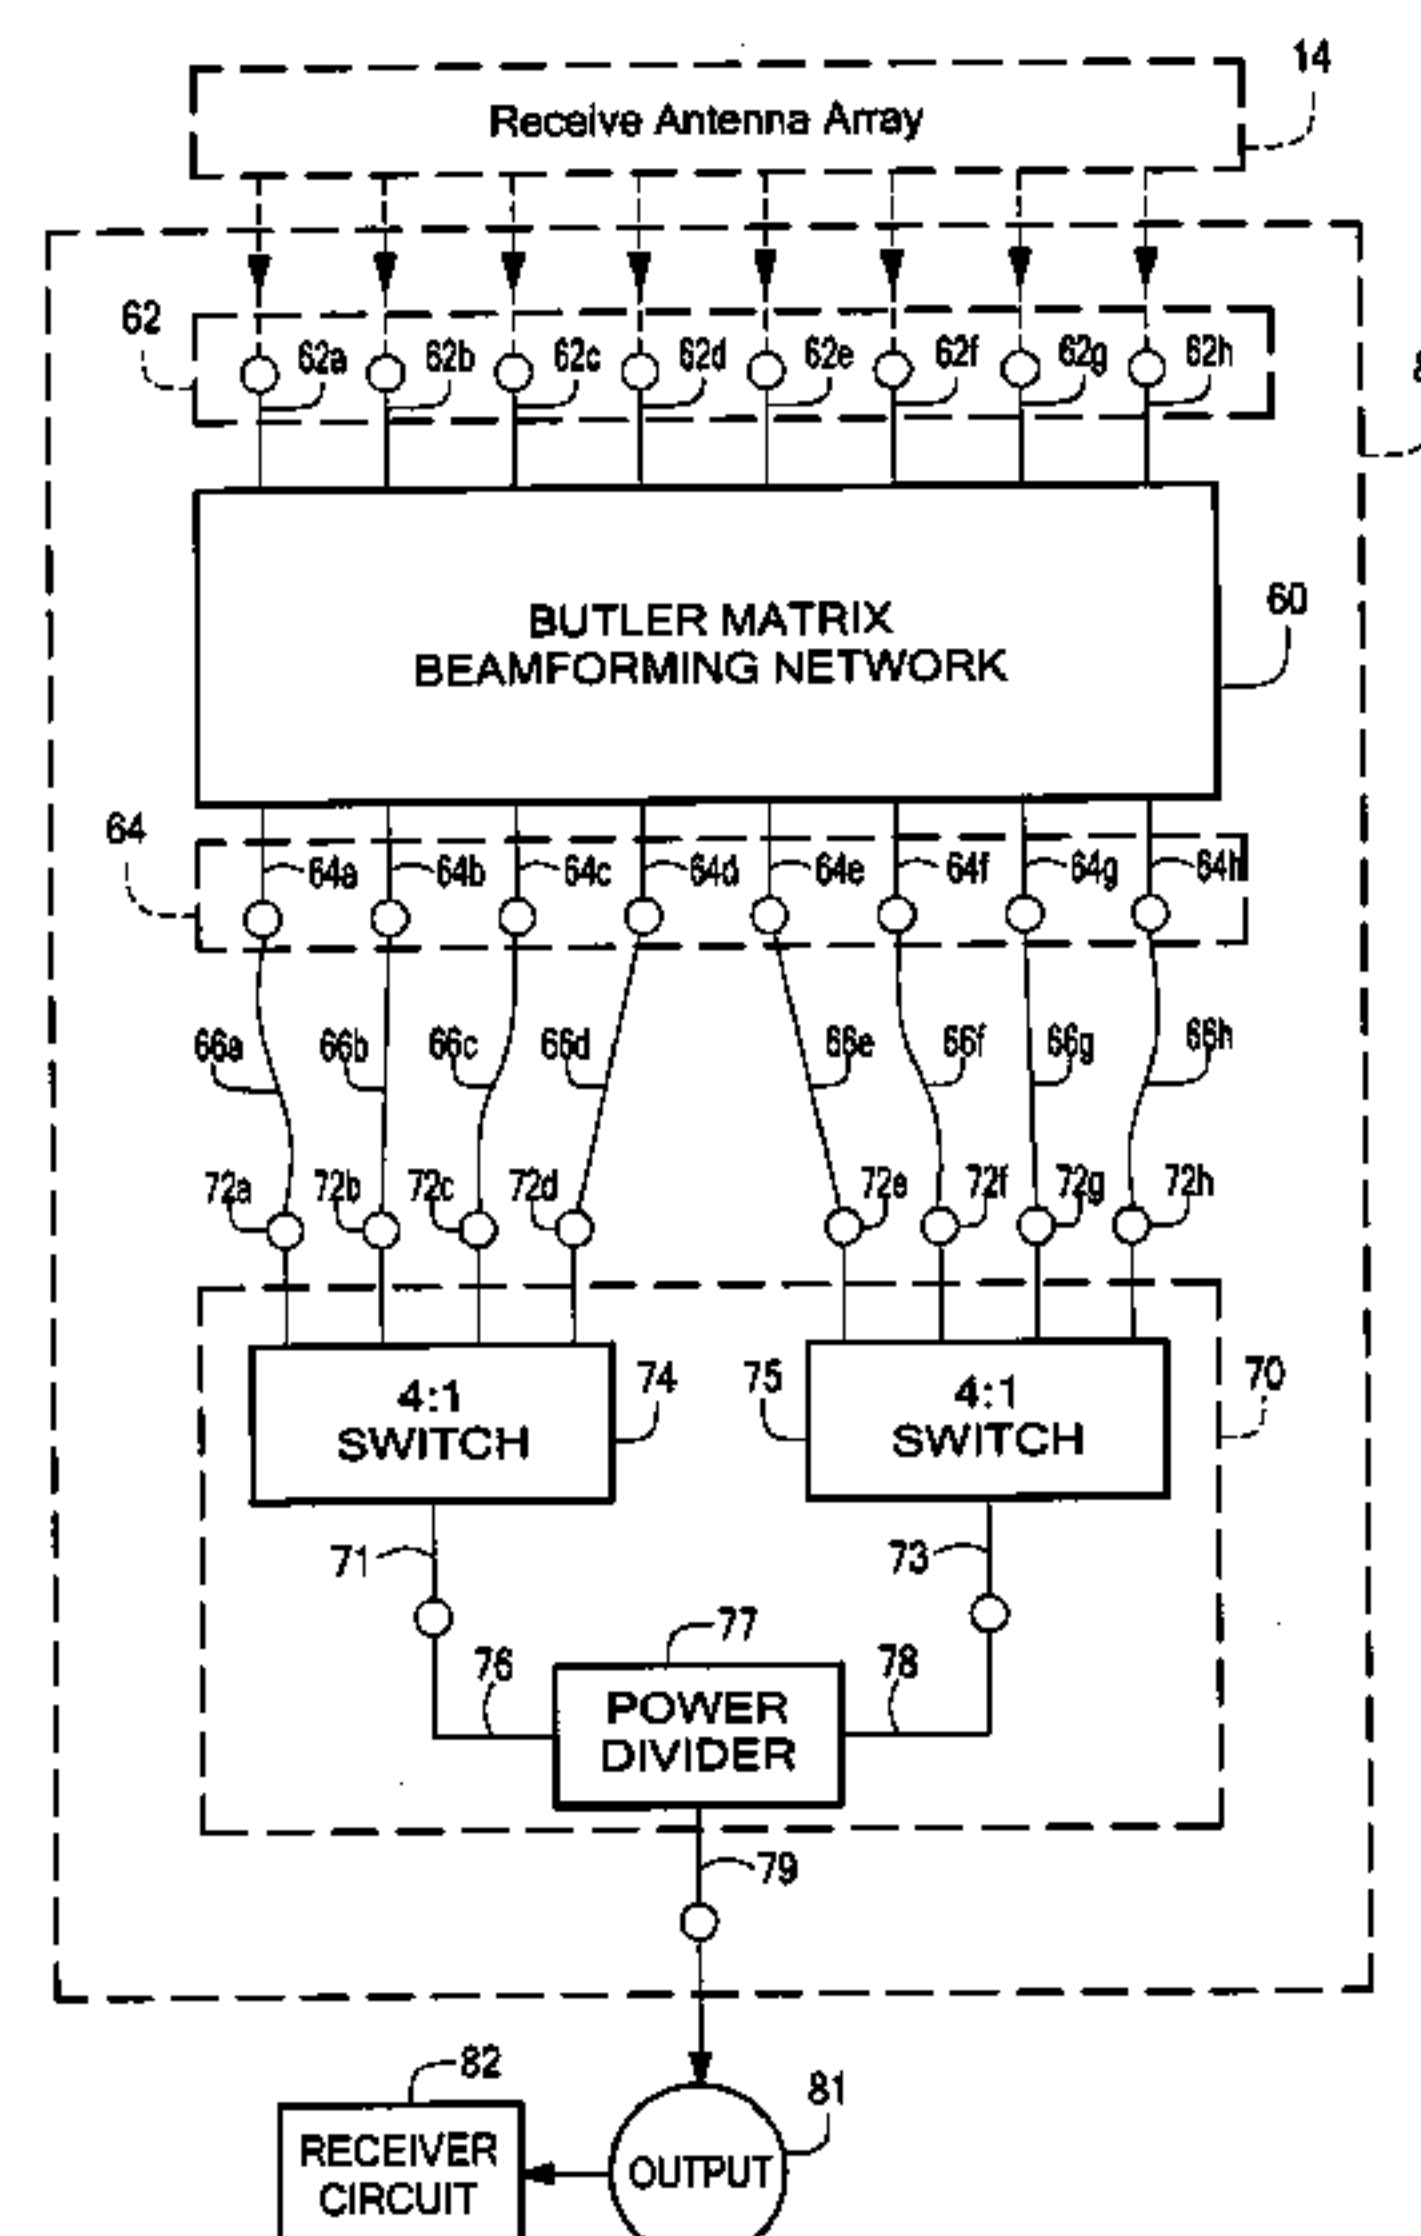 14
Receive Antenna Array
62
62a 62b 62c 62d 62e 62f 62g 62h
BUTLER MATRIX
BEAMFORMING NETWORK
60
64
64a 64b 64c 64d 64e 64f 64g 64h
66a 66b 66c 66d 66e 66f 66g 66h
72a 72b 72c 72d 72e 72f 72g 72h
4:1
SWITCH
74
75
4:1
SWITCH
70
71
73
77
76
78
POWER
DIVIDER
79
82
81
RECEIVER
CIRCUIT
OUTPUT